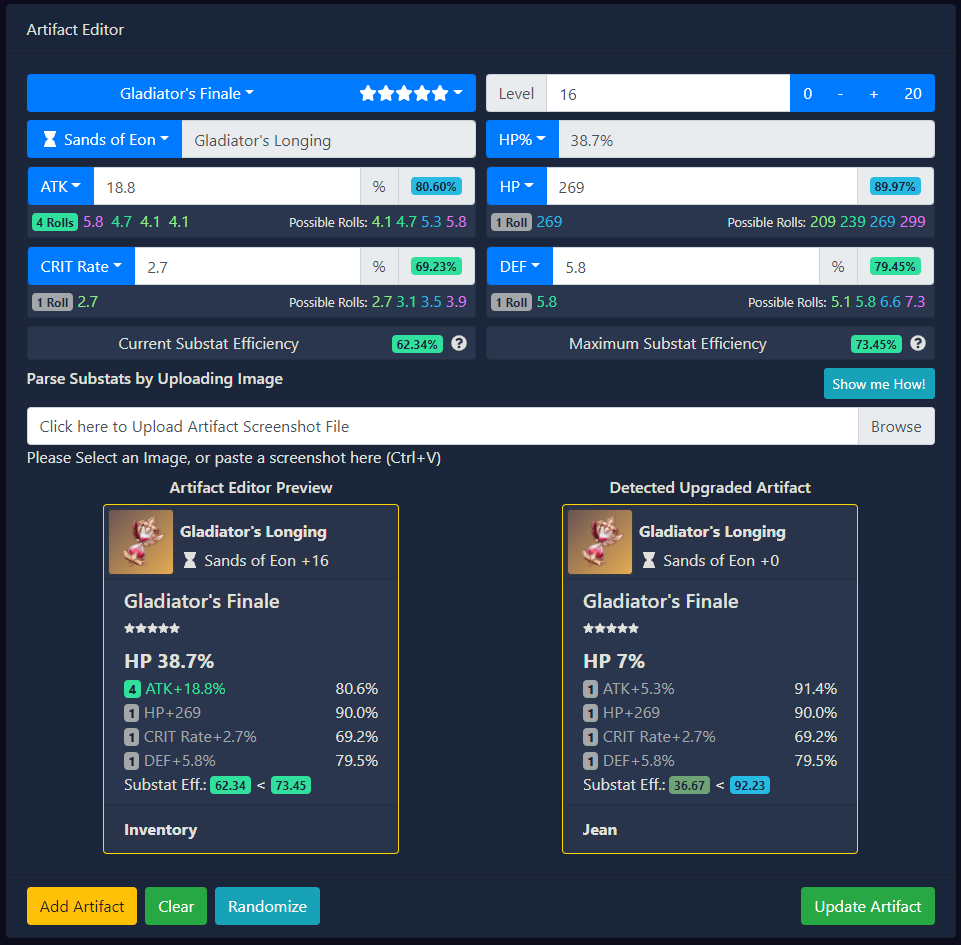 Artifact Editor
Gladiator's Finale
Level 16 0 - + 20
Sands of Eon Gladiator's Longing
HP% 38.7%
ATK 18.8 % 80.60%
HP 269 89.97%
4 Rolls 5.8 4.7 4.1 4.1 Possible Rolls: 4.1 4.7 5.3 5.8
1 Roll 269 Possible Rolls: 209 239 269 299
CRIT Rate 2.7 % 69.23%
DEF 5.8 % 79.45%
1 Roll 2.7 Possible Rolls: 2.7 3.1 3.5 3.9
1 Roll 5.8 Possible Rolls: 5.1 5.8 6.6 7.3
Current Substat Efficiency 62.34% ?
Maximum Substat Efficiency 73.45% ?
Parse Substats by Uploading Image
Show me How!
Click here to Upload Artifact Screenshot File Browse
Please Select an Image, or paste a screenshot here (Ctrl+V)
Artifact Editor Preview
Gladiator's Longing
Sands of Eon +16
Gladiator's Finale
HP 38.7%
4 ATK+18.8% 80.6%
1 HP+269 90.0%
1 CRIT Rate+2.7% 69.2%
1 DEF+5.8% 79.5%
Substat Eff.: 62.34 < 73.45
Inventory
Detected Upgraded Artifact
Gladiator's Longing
Sands of Eon +0
Gladiator's Finale
HP 7%
1 ATK+5.3% 91.4%
1 HP+269 90.0%
1 CRIT Rate+2.7% 69.2%
1 DEF+5.8% 79.5%
Substat Eff.: 36.67 < 92.23
Jean
Add Artifact Clear Randomize Update Artifact